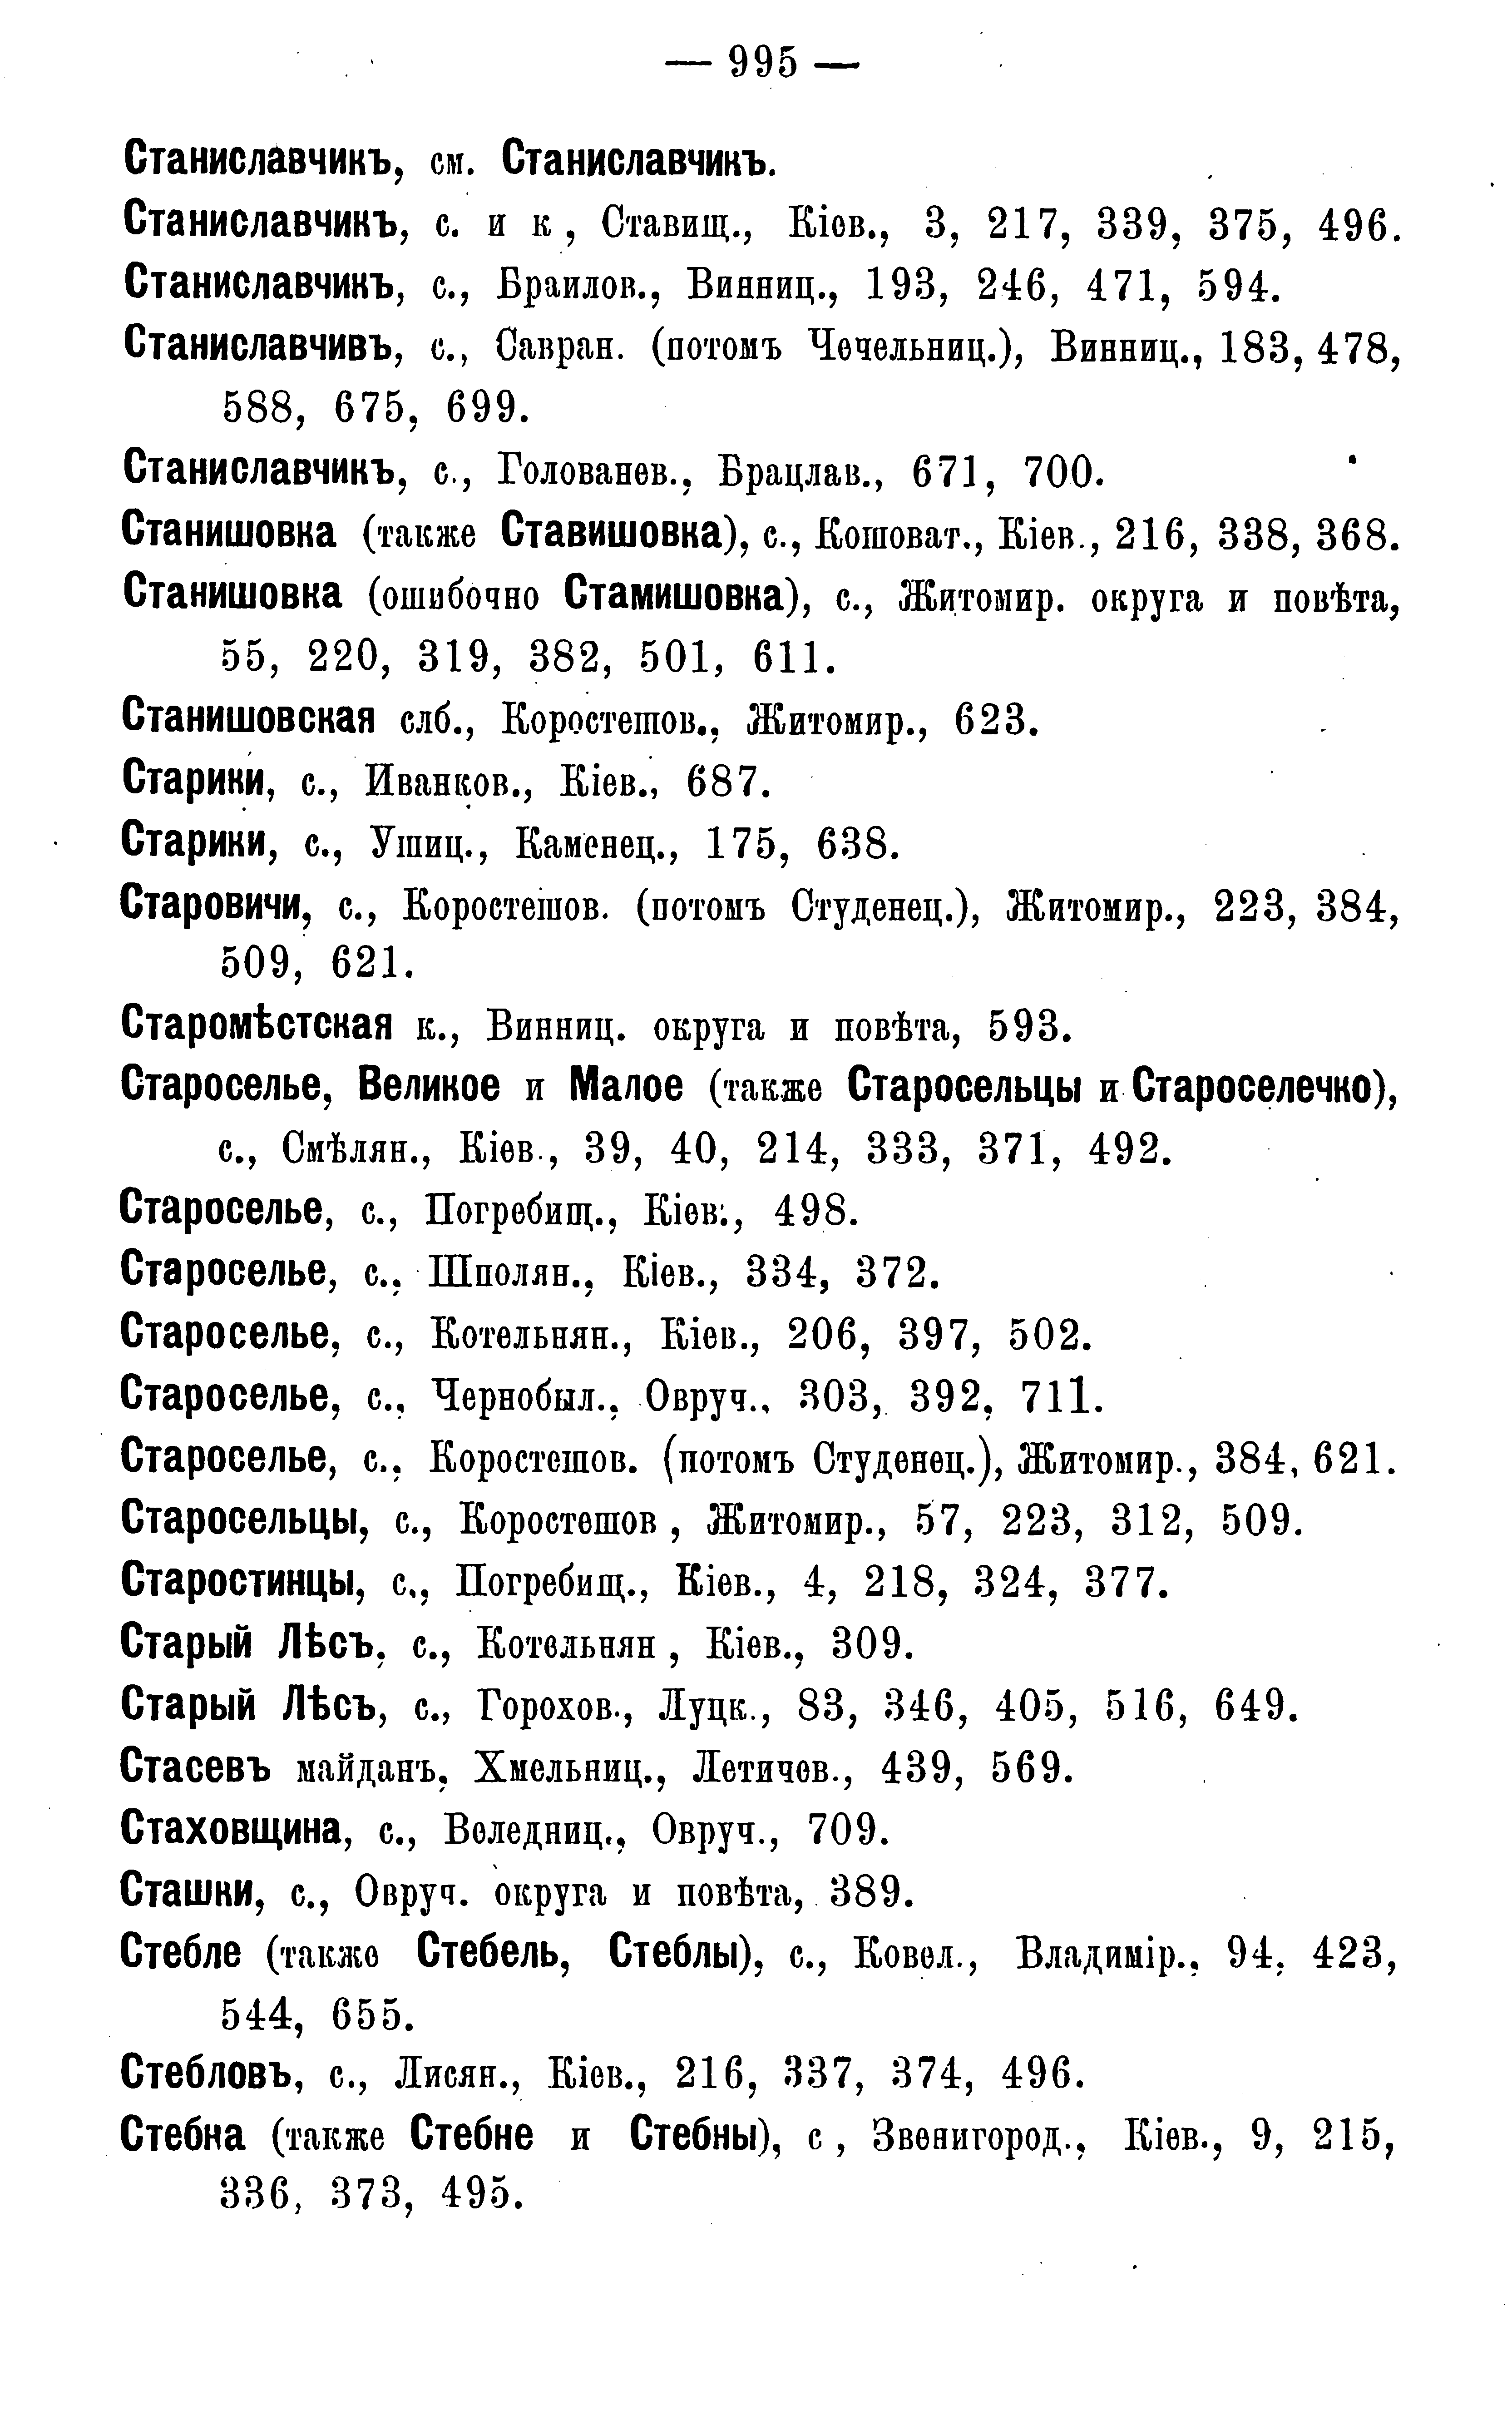 — 995 —
Станиславчикъ, см. Станиславчикъ.
Станиславчикъ, с. и к , Ставищ., Кіев., 3, 217, 339, 375, 496.
Станиславчикъ, с., Браилов., Винниц., 193, 246, 471, 594.
Станиславчивъ, с., Савран. (потомъ Чечельниц.), Винниц., 183, 478,
588, 675, 699.
Станиславчикъ, с., Голованев., Брацлав., 671, 700.
Станишовка (также Ставишовка), с., Кошоват., Кіев., 216, 338, 368.
Станишовка (ошибочно Стамишовка), с., Житомир. округа и повѣта,
55, 220, 319, 382, 501, 611.
Станишовская слб., Коростешов., Житомир., 623.
Старики, с., Иванков., Кіев., 687.
Старики, с., Ушиц., Каменец., 175, 638.
Старовичи, с., Коростешов. (потомъ Студенец.), Житомир., 223, 384,
509, 621.
Старомѣстская к., Винниц. округа и повѣта, 593.
Староселье, Великое и Малое (также Старосельцы и Староселечко),
с., Смѣлян., Кіев., 39, 40, 214, 333, 371, 492.
Староселье, с., Погребищ., Кіев., 498.
Староселье, с., Шполян., Кіев., 334, 372.
Староселье, с., Котельнян., Кіев., 206, 397, 502.
Староселье, с., Чернобыл., Овруч., 303, 392, 711.
Староселье, с., Коростешов. (потомъ Студенец.), Житомир., 384, 621.
Старосельцы, с., Коростешов , Житомир., 57, 223, 312, 509.
Старостинцы, с., Погребищ., Кіев., 4, 218, 324, 377.
Старый Лѣсъ, с., Котельнян , Кіев., 309.
Старый Лѣсъ, с., Горохов., Луцк., 83, 346, 405, 516, 649.
Стасевъ майданъ, Хмельниц., Летичев., 439, 569.
Стаховщина, с., Веледниц., Овруч., 709.
Сташки, с., Овруч. округа и повѣта, 389.
Стебле (также Стебель, Стеблы), с., Ковел., Владимір., 94, 423,
544, 655.
Стебловъ, с., Лисян., Кіев., 216, 337, 374, 496.
Стебна (также Стебне и Стебны), с , Звенигород., Кіев., 9, 215,
336, 373, 495.